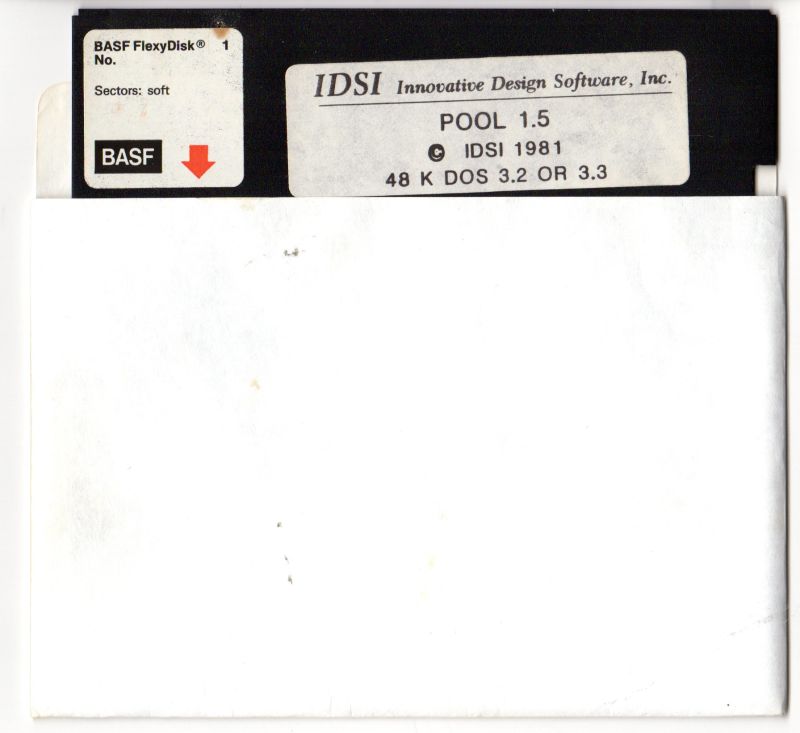 BASF FlexyDisk® 1
No.
Sectors: soft
BASF
IDSI Innovative Design Software, Inc.
POOL 1.5
© IDSI 1981
48 K DOS 3.2 OR 3.3